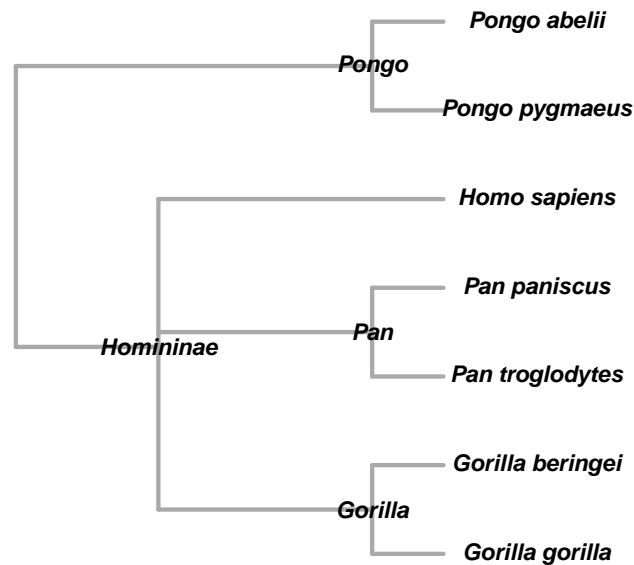 Pongo abelii
Pongo
Pongo pygmaeus
Homo sapiens
Pan paniscus
Pan
Homininae
Pan troglodytes
Gorilla beringei
Gorilla
Gorilla gorilla